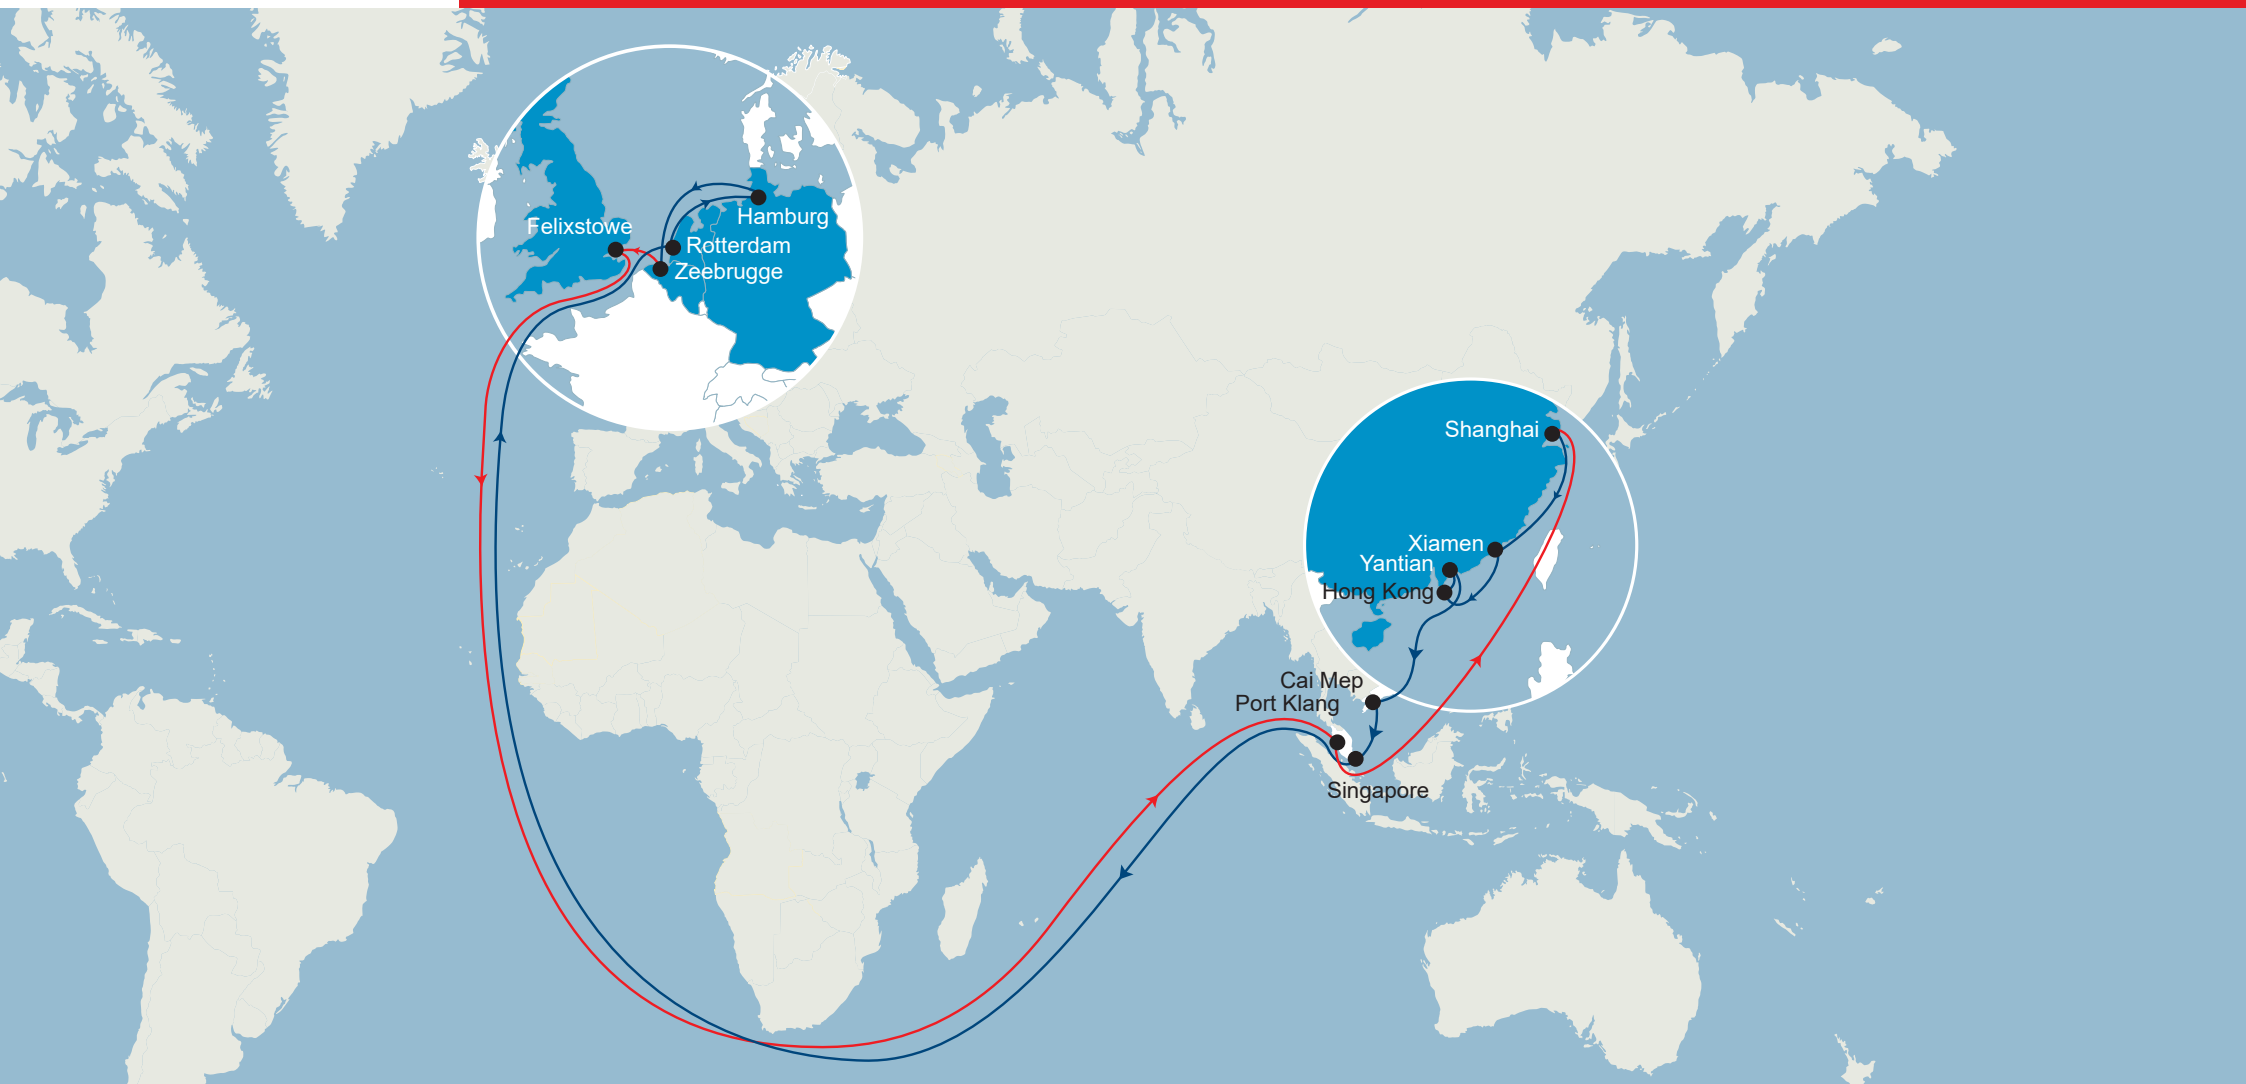 Felixstowe
Hamburg
Rotterdam
Zeebrugge
Shanghai
Xiamen
Yantian
Hong Kong
Cai Mep
Port Klang
Singapore